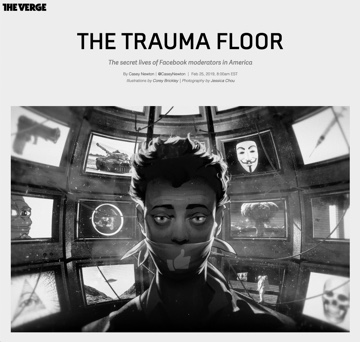 THE VERGE
THE TRAUMA FLOOR
The secret lives of Facebook moderators in America
By Casey Newton | @CaseyNewton | Feb 25, 2019, 8:00am EST
Illustrations by Corey Brickley | Photography by Jessica Chou